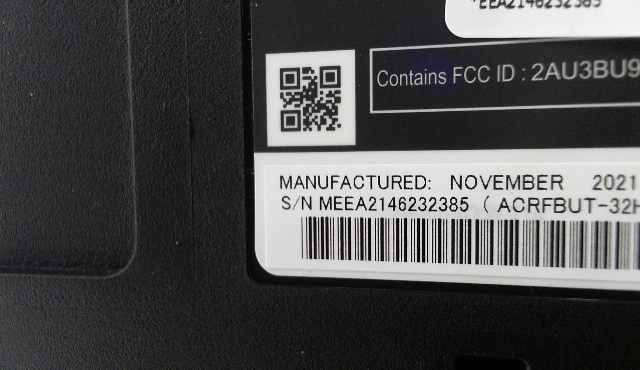 *EEA2146232385
Contains FCC ID : 2AU3BU9
MANUFACTURED: NOVEMBER 2021
S/N MEEA2146232385 ( ACRFBUT-32H